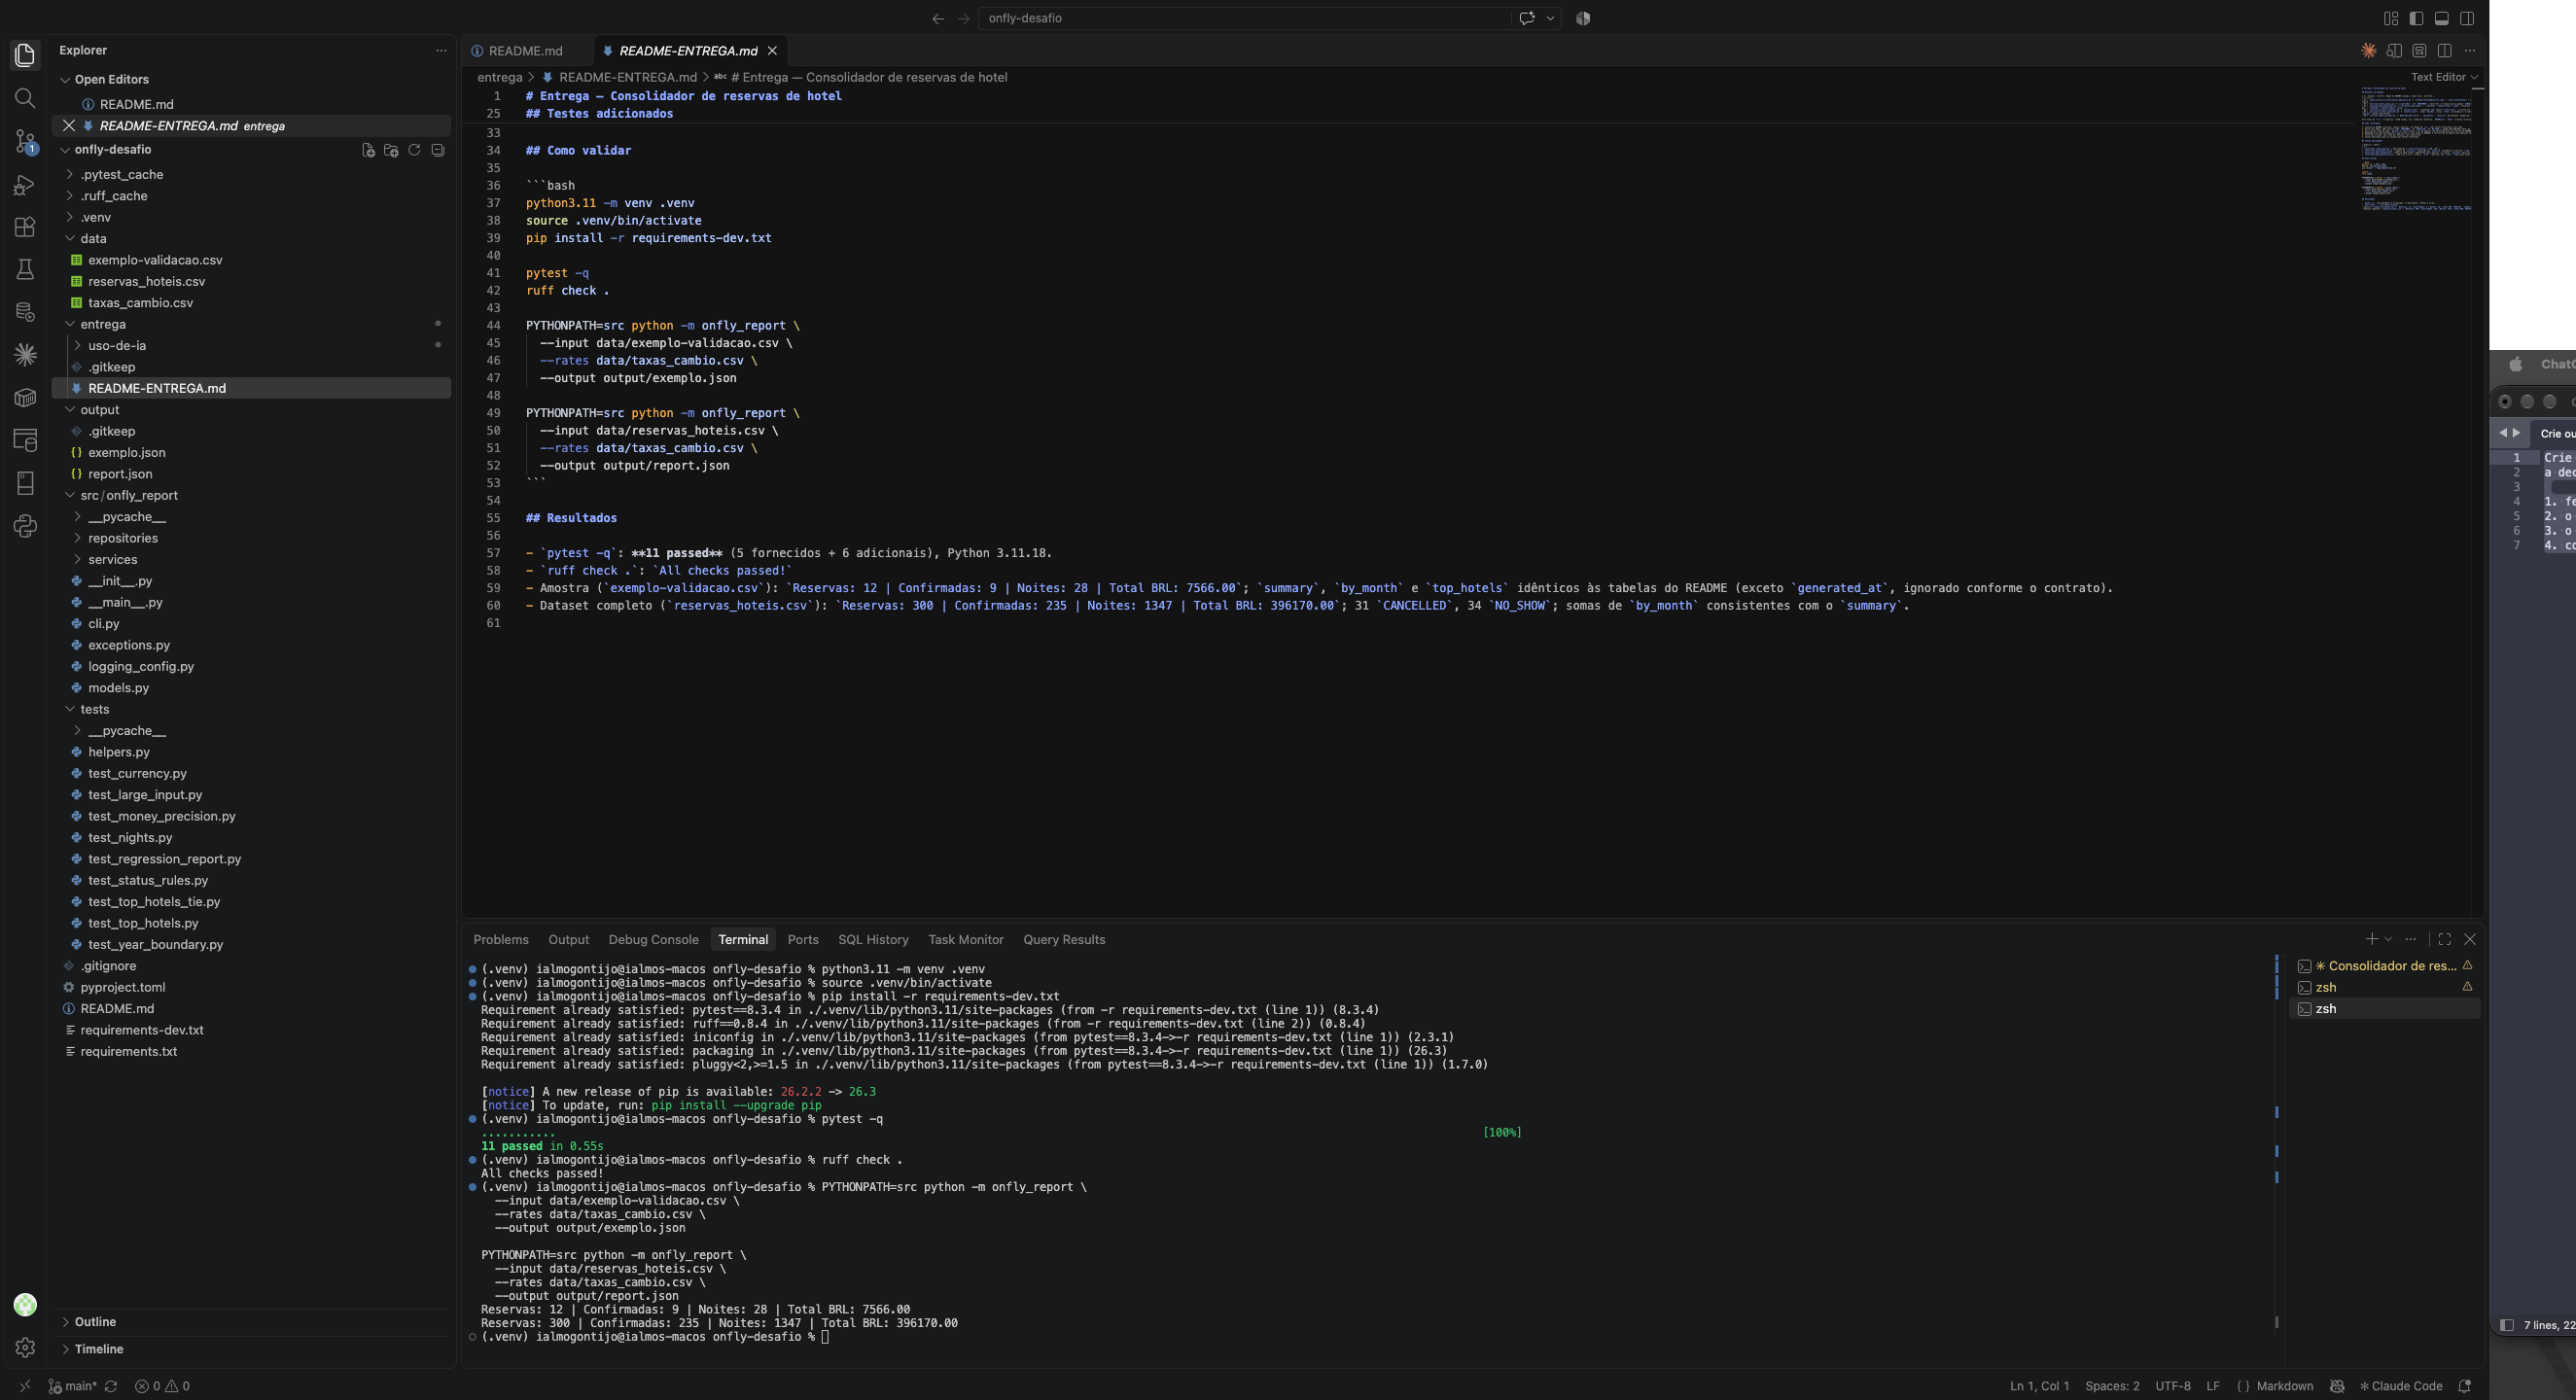 onfly-desafio
Explorer
Open Editors
README.md
README-ENTREGA.md entrega
onfly-desafio
.pytest_cache
.ruff_cache
.venv
data
exemplo-validacao.csv
reservas_hoteis.csv
taxas_cambio.csv
entrega
uso-de-ia
.gitkeep
README-ENTREGA.md
output
.gitkeep
exemplo.json
report.json
src/onfly_report
__pycache__
repositories
services
__init__.py
__main__.py
cli.py
exceptions.py
logging_config.py
models.py
tests
__pycache__
helpers.py
test_currency.py
test_large_input.py
test_money_precision.py
test_nights.py
test_regression_report.py
test_status_rules.py
test_top_hotels_tie.py
test_top_hotels.py
test_year_boundary.py
.gitignore
pyproject.toml
README.md
requirements-dev.txt
requirements.txt
Outline
Timeline
1
README.md
README-ENTREGA.md
entrega > README-ENTREGA.md > # Entrega — Consolidador de reservas de hotel
Text Editor
1 # Entrega — Consolidador de reservas de hotel
25 ## Testes adicionados
33
34 ## Como validar
35
36 ```bash
37 python3.11 -m venv .venv
38 source .venv/bin/activate
39 pip install -r requirements-dev.txt
40
41 pytest -q
42 ruff check .
43
44 PYTHONPATH=src python -m onfly_report \
45 --input data/exemplo-validacao.csv \
46 --rates data/taxas_cambio.csv \
47 --output output/exemplo.json
48
49 PYTHONPATH=src python -m onfly_report \
50 --input data/reservas_hoteis.csv \
51 --rates data/taxas_cambio.csv \
52 --output output/report.json
53 ```
54
55 ## Resultados
56
57 - `pytest -q`: **11 passed** (5 fornecidos + 6 adicionais), Python 3.11.18.
58 - `ruff check .`: `All checks passed!`
59 - Amostra (`exemplo-validacao.csv`): `Reservas: 12 | Confirmadas: 9 | Noites: 28 | Total BRL: 7566.00`; `summary`, `by_month` e `top_hotels` idênticos às tabelas do README (exceto `generated_at`, ignorado conforme o contrato).
60 - Dataset completo (`reservas_hoteis.csv`): `Reservas: 300 | Confirmadas: 235 | Noites: 1347 | Total BRL: 396170.00`; 31 `CANCELLED`, 34 `NO_SHOW`; somas de `by_month` consistentes com o `summary`.
61
Problems Output Debug Console Terminal Ports SQL History Task Monitor Query Results
(.venv) ialmogontijo@ialmos-macos onfly-desafio % python3.11 -m venv .venv
(.venv) ialmogontijo@ialmos-macos onfly-desafio % source .venv/bin/activate
(.venv) ialmogontijo@ialmos-macos onfly-desafio % pip install -r requirements-dev.txt
Requirement already satisfied: pytest==8.3.4 in ./.venv/lib/python3.11/site-packages (from -r requirements-dev.txt (line 1)) (8.3.4)
Requirement already satisfied: ruff==0.8.4 in ./.venv/lib/python3.11/site-packages (from -r requirements-dev.txt (line 2)) (0.8.4)
Requirement already satisfied: iniconfig in ./.venv/lib/python3.11/site-packages (from pytest==8.3.4->-r requirements-dev.txt (line 1)) (2.3.1)
Requirement already satisfied: packaging in ./.venv/lib/python3.11/site-packages (from pytest==8.3.4->-r requirements-dev.txt (line 1)) (26.3)
Requirement already satisfied: pluggy<2,>=1.5 in ./.venv/lib/python3.11/site-packages (from pytest==8.3.4->-r requirements-dev.txt (line 1)) (1.7.0)
[notice] A new release of pip is available: 26.2.2 -> 26.3
[notice] To update, run: pip install --upgrade pip
(.venv) ialmogontijo@ialmos-macos onfly-desafio % pytest -q
........... [100%]
11 passed in 0.55s
(.venv) ialmogontijo@ialmos-macos onfly-desafio % ruff check .
All checks passed!
(.venv) ialmogontijo@ialmos-macos onfly-desafio % PYTHONPATH=src python -m onfly_report \
--input data/exemplo-validacao.csv \
--rates data/taxas_cambio.csv \
--output output/exemplo.json
PYTHONPATH=src python -m onfly_report \
--input data/reservas_hoteis.csv \
--rates data/taxas_cambio.csv \
--output output/report.json
Reservas: 12 | Confirmadas: 9 | Noites: 28 | Total BRL: 7566.00
Reservas: 300 | Confirmadas: 235 | Noites: 1347 | Total BRL: 396170.00
(.venv) ialmogontijo@ialmos-macos onfly-desafio %
Consolidador de res...
zsh
zsh
main* 0 0
Ln 1, Col 1 Spaces: 2 UTF-8 LF Markdown Claude Code
Crie ou
1 Crie
2 a dec
3
4 1. fe
5 2. o
6 3. o
7 4. co
7 lines, 22